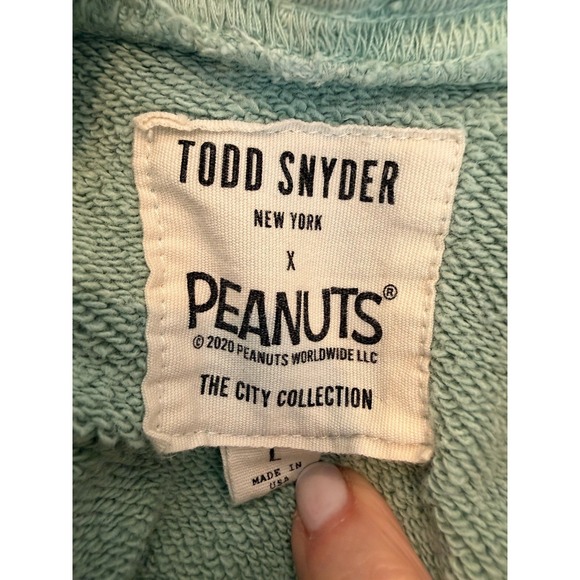 TODD SNYDER
NEW YORK
X
PEANUTS®
© 2020 PEANUTS WORLDWIDE LLC
THE CITY COLLECTION
L
MADE IN
USA